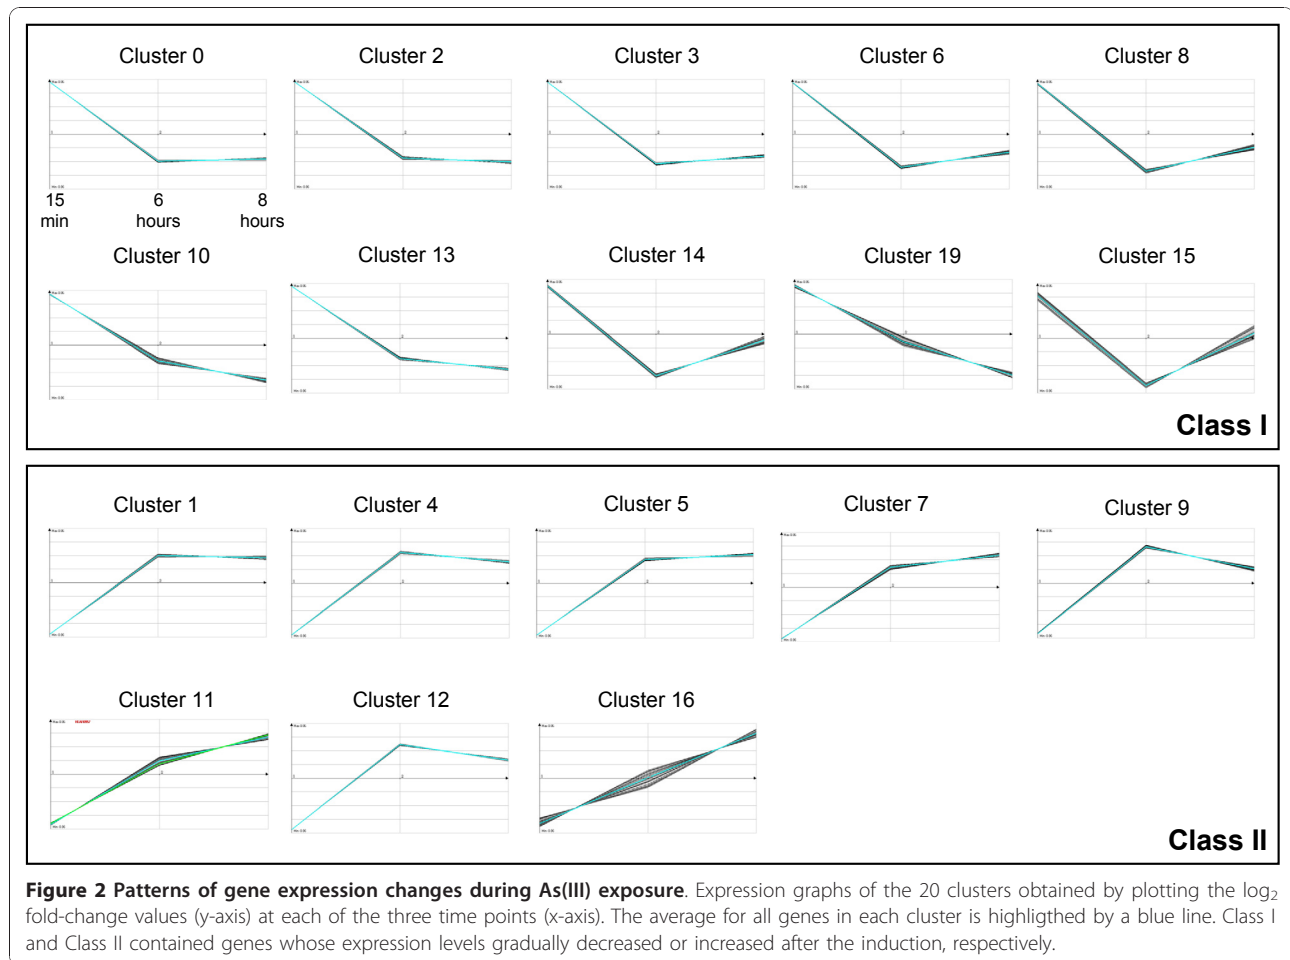 Cluster 0
Cluster 2
Cluster 3
Cluster 6
Cluster 8
15 min
6 hours
8 hours
Cluster 10
Cluster 13
Cluster 14
Cluster 19
Cluster 15
Class I
Cluster 1
Cluster 4
Cluster 5
Cluster 7
Cluster 9
Cluster 11
Cluster 12
Cluster 16
Class II
Figure 2 Patterns of gene expression changes during As(III) exposure. Expression graphs of the 20 clusters obtained by plotting the log2
fold-change values (y-axis) at each of the three time points (x-axis). The average for all genes in each cluster is highligthed by a blue line. Class I
and Class II contained genes whose expression levels gradually decreased or increased after the induction, respectively.